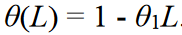 θ(L) = 1 - θ₁L.